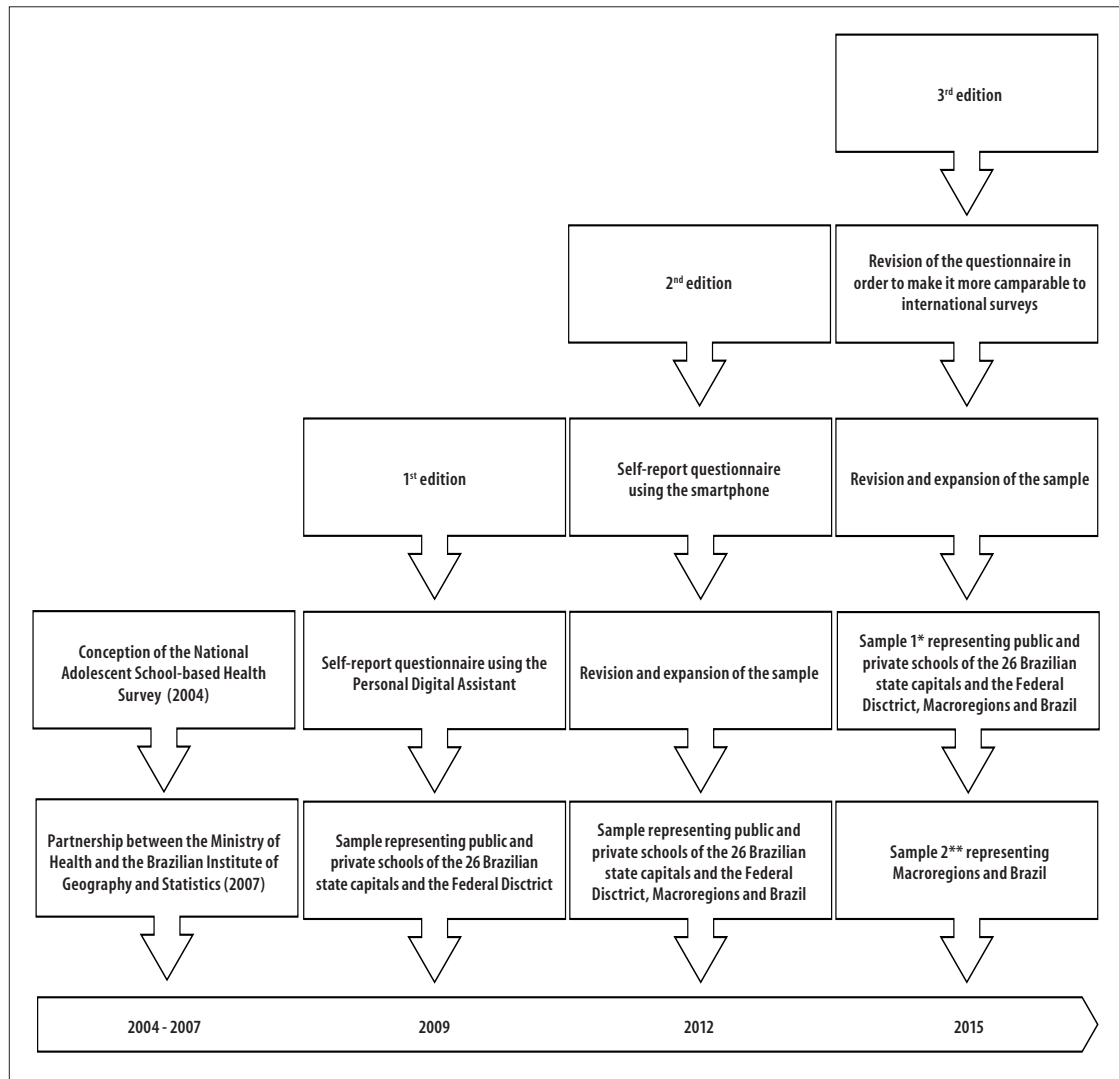 3rd edition
2nd edition
Revision of the questionnaire in
order to make it more camparable to
international surveys
1st edition
Self-report questionnaire
using the smartphone
Revision and expansion of the sample
Conception of the National
Adolescent School-based Health
Survey (2004)
Self-report questionnaire using the
Personal Digital Assistant
Revision and expansion of the sample
Sample 1* representing public and
private schools of the 26 Brazilian
state capitals and the Federal
Disctrict, Macroregions and Brazil
Partnership between the Ministry of
Health and the Brazilian Institute of
Geography and Statistics (2007)
Sample representing public and
private schools of the 26 Brazilian
state capitals and the Federal Disctrict
Sample representing public and
private schools of the 26 Brazilian
state capitals and the Federal
Disctrict, Macroregions and Brazil
Sample 2** representing
Macroregions and Brazil
2004 - 2007
2009
2012
2015